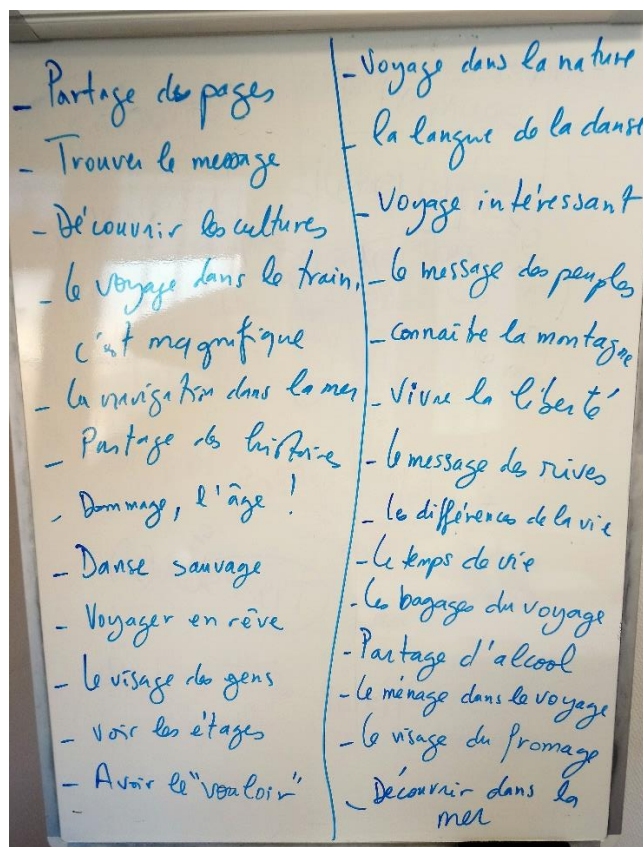 - Partage des pages
- Trouver le message
- Découvrir les cultures
- le voyage dans le train,
c'est magnifique
- La navigation dans la mer
- Partage des histoires
- Dommage, l'âge !
- Danse sauvage
- Voyager en rêve
- Le visage des gens
- voir les étages
- Avoir le "vouloir"
- Voyage dans la nature
- la langue de la danse
- Voyage intéressant
- le message des peuples
- connaître la montagne
- Vivre la liberté
- le message des rives
- les différences de la vie
- Le temps de vie
- Les bagages du voyage
- Partage d'alcool
- Le ménage dans le voyage
- le visage du fromage
- Découvrir dans la
mer